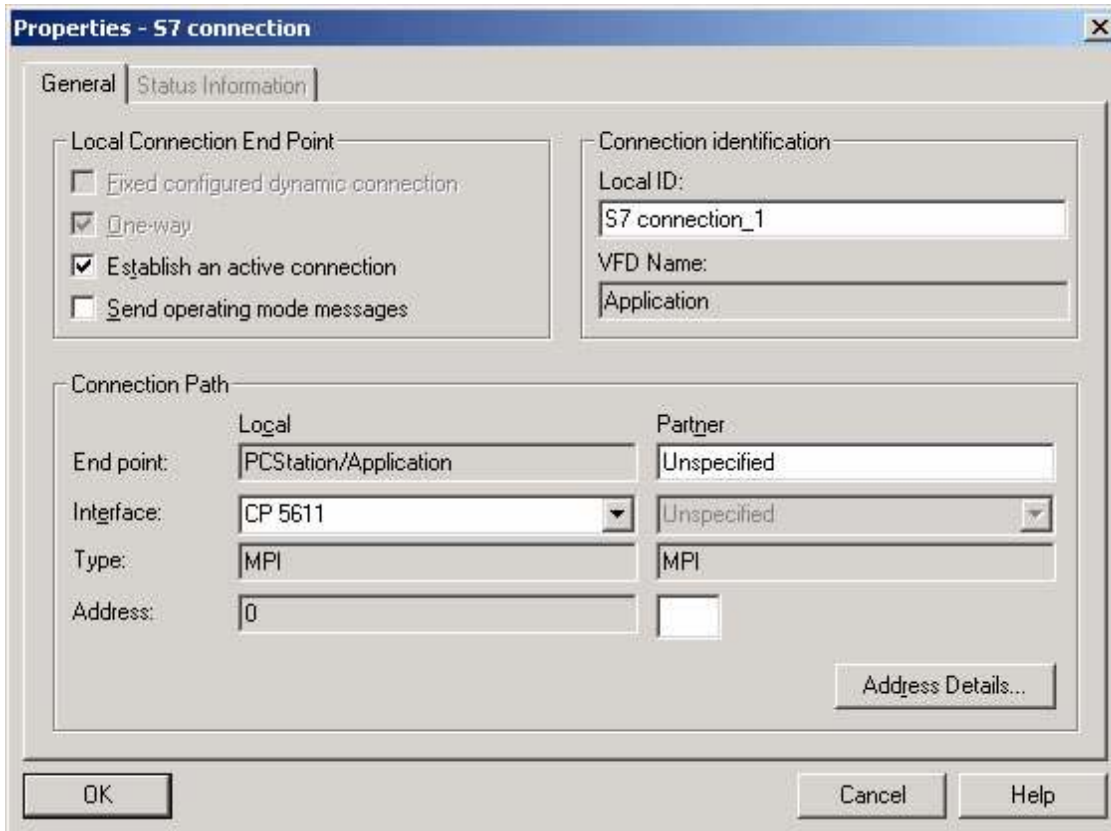 Properties - S7 connection
General Status Information
Local Connection End Point
Fixed configured dynamic connection
One-way
Establish an active connection
Send operating mode messages
Connection identification
Local ID:
S7 connection_1
VFD Name:
Application
Connection Path
Local Partner
End point: PCStation/Application Unspecified
Interface: CP 5611 Unspecified
Type: MPI MPI
Address: 0
Address Details...
OK Cancel Help